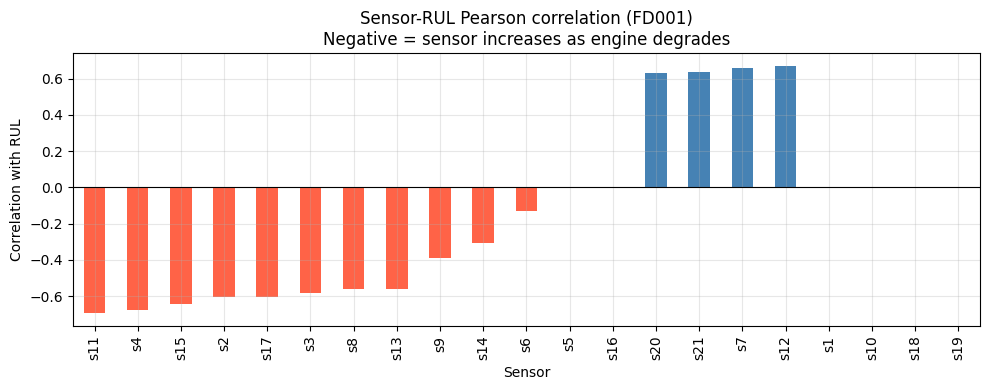 Sensor-RUL Pearson correlation (FD001)
Negative = sensor increases as engine degrades
Correlation with RUL
0.6
0.4
0.2
0.0
−0.2
−0.4
−0.6
s11
s4
s15
s2
s17
s3
s8
s13
s9
s14
s6
s5
s16
s20
s21
s7
s12
s1
s10
s18
s19
Sensor